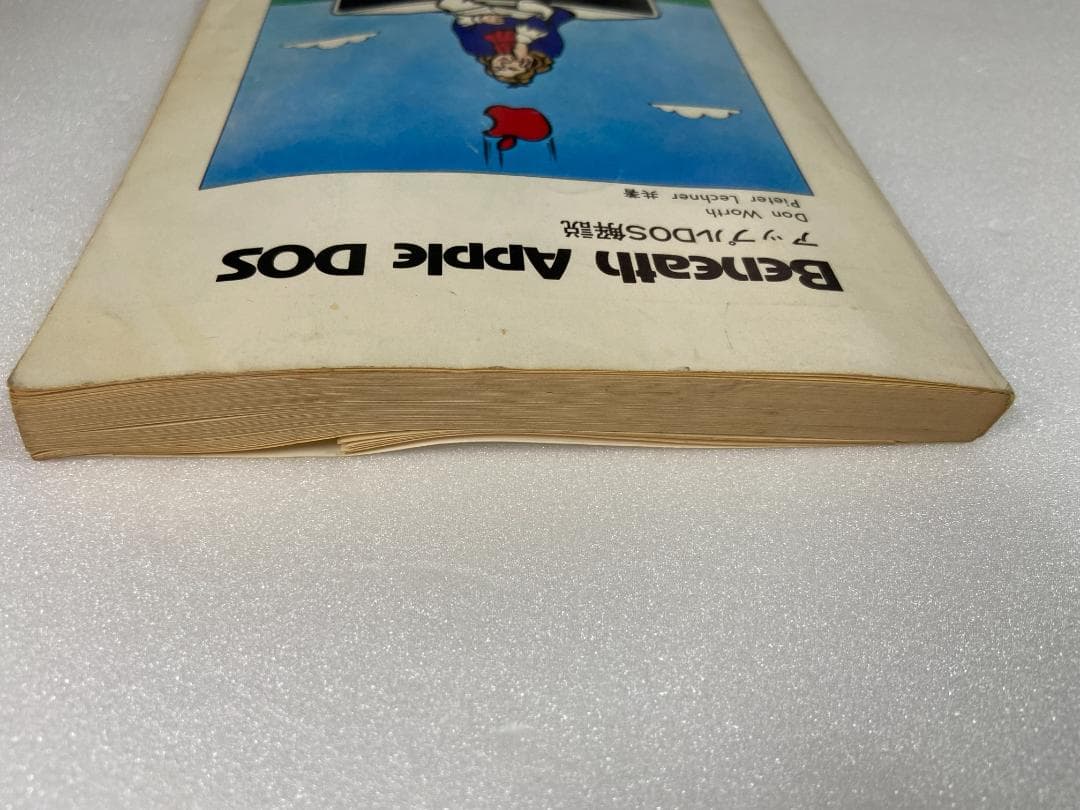 Beneath Apple DOS
アップルDOS解説
Don Worth
Pieter Lechner 共著